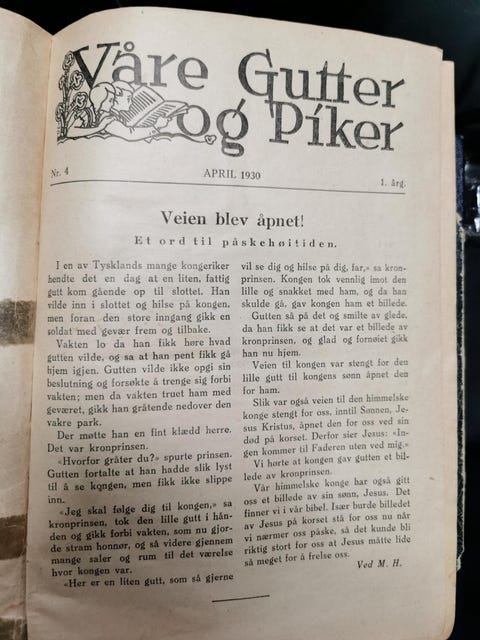 Våre Gutter
og Piker
Nr. 4
APRIL 1930
1. årg.
Veien blev åpnet!
Et ord til påskehøitiden.
I en av Tysklands mange kongeriker
hendte det en dag at en liten, fattig
gutt kom gående op til slottet. Han
vilde inn i slottet og hilse på kongen,
men foran den store inngang gikk en
soldat med gevær frem og tilbake.
Vakten lo da han fikk høre hvad
gutten vilde, og sa at han pent fikk gå
hjem igjen. Gutten vilde ikke opgi sin
beslutning og forsøkte å trenge sig forbi
vakten; men da vakten truet ham med
geværet, gikk han gråtende nedover den
vakre park.
Der møtte han en fint klædd herre.
Det var kronprinsen.
«Hvorfor gråter du?» spurte prinsen.
Gutten fortalte at han hadde slik lyst
til å se kongen, men fikk ikke slippe
inn.
«Jeg skal følge dig til kongen,» sa
kronprinsen, tok den lille gutt i hån-
den og gikk forbi vakten, som nu gjor-
de stram honnør, og så videre gjennem
mange saler og rum til det værelse
hvor kongen var.
«Her er en liten gutt, som så gjerne
vil se dig og hilse på dig, far,» sa kron-
prinsen. Kongen tok vennlig imot den
lille og snakket med ham, og da han
skulde gå, gav kongen ham et billede.
Gutten så på det og smilte av glede,
da han fikk se at det var et billede av
kronprinsen, og glad og fornøiet gikk
han nu hjem.
Veien til kongen var stengt for den
lille gutt til kongens sønn åpnet den
for ham.
Slik var også veien til den himmelske
konge stengt for oss, inntil Sønnen, Je-
sus Kristus, åpnet den for oss ved sin
død på korset. Derfor sier Jesus: «In-
gen kommer til Faderen uten ved mig.»
Vi hørte at kongen gav gutten et bil-
lede av kronprinsen.
Vår himmelske konge har også gitt
oss et billede av sin sønn, Jesus. Det
finner vi i vår bibel. Især burde billedet
av Jesus på korset stå for oss nu når
vi nærmer oss påske, så det kunde bli
riktig stort for oss at Jesus måtte lide
så meget for å frelse oss.
Ved M. H.